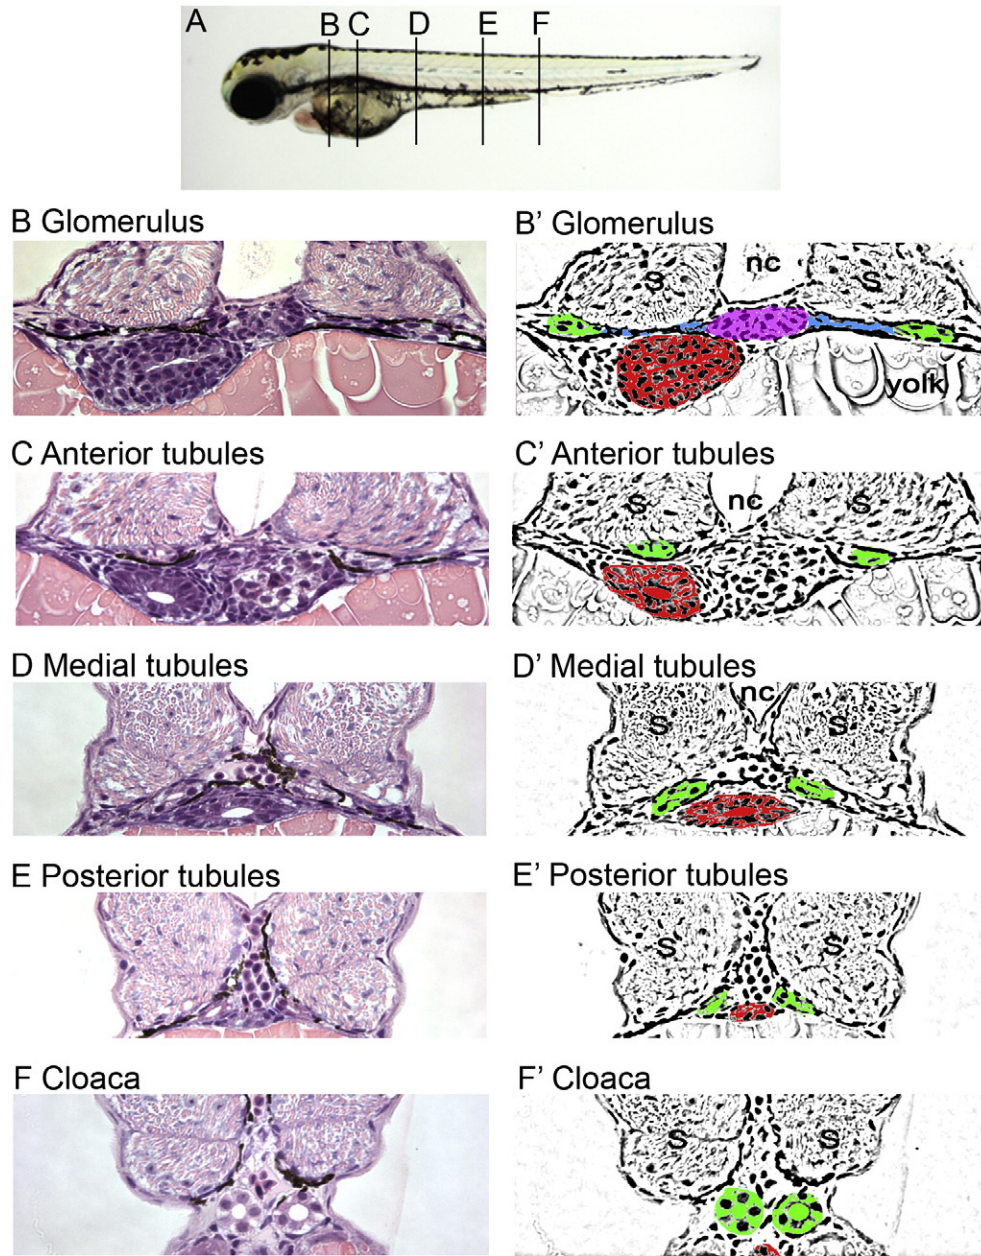 A
B C D E F
B Glomerulus
B' Glomerulus
S nc S
yolk
C Anterior tubules
C' Anterior tubules
S nc S
D Medial tubules
D' Medial tubules
nc
S S
E Posterior tubules
E' Posterior tubules
S S
F Cloaca
F' Cloaca
S S